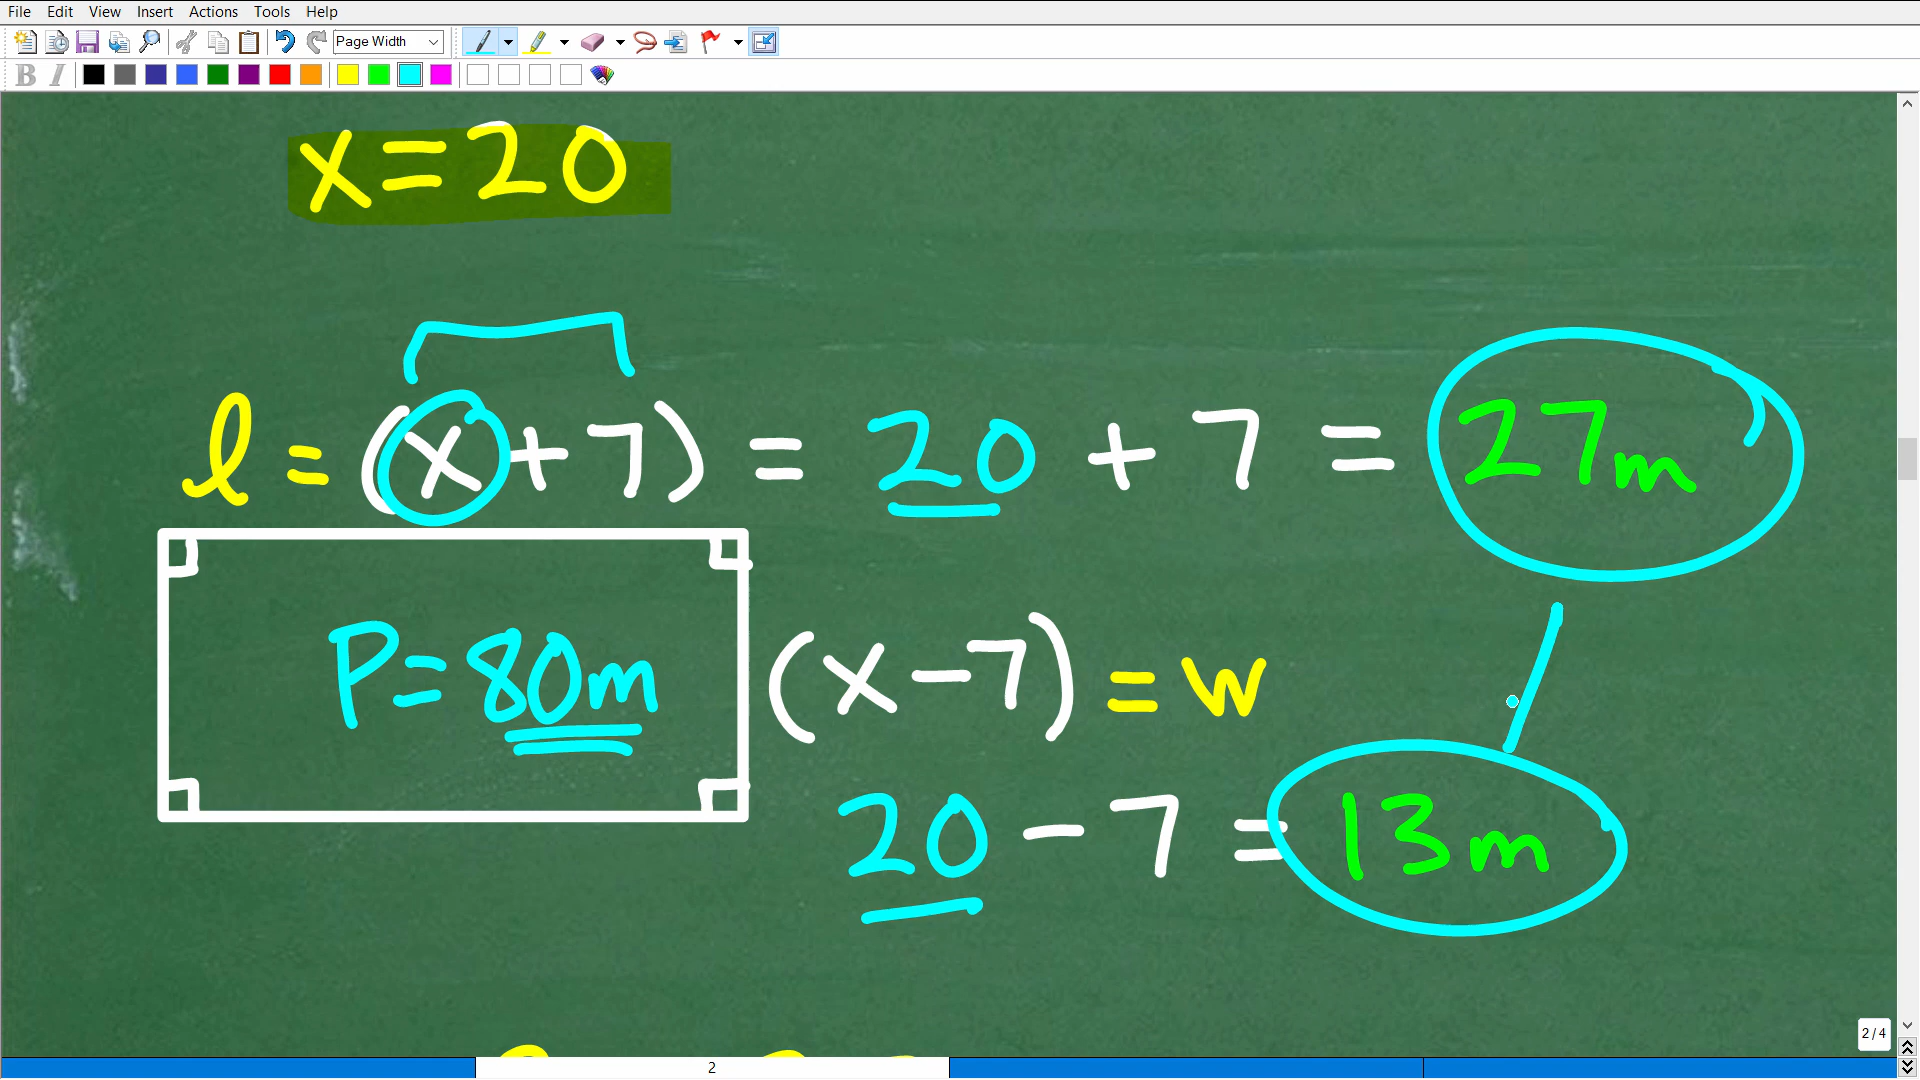 File Edit View Insert Actions Tools Help
Page Width
B I
x=20
l = (x+7) = 20 + 7 = 27m
P=80m (x-7) = w
20 - 7 = 13m
2 / 4
2